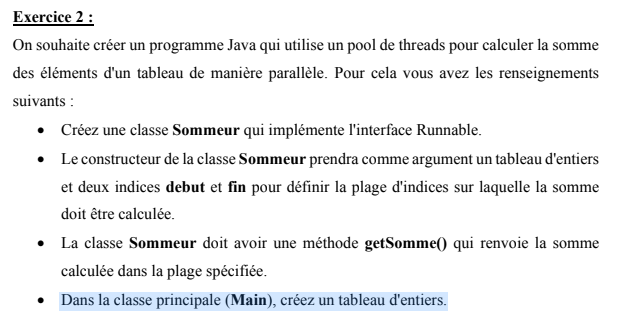 Exercice 2 :
On souhaite créer un programme Java qui utilise un pool de threads pour calculer la somme
des éléments d'un tableau de manière parallèle. Pour cela vous avez les renseignements
suivants :
• Créez une classe Sommeur qui implémente l'interface Runnable.
• Le constructeur de la classe Sommeur prendra comme argument un tableau d'entiers
et deux indices debut et fin pour définir la plage d'indices sur laquelle la somme
doit être calculée.
• La classe Sommeur doit avoir une méthode getSomme() qui renvoie la somme
calculée dans la plage spécifiée.
• Dans la classe principale (Main), créez un tableau d'entiers.